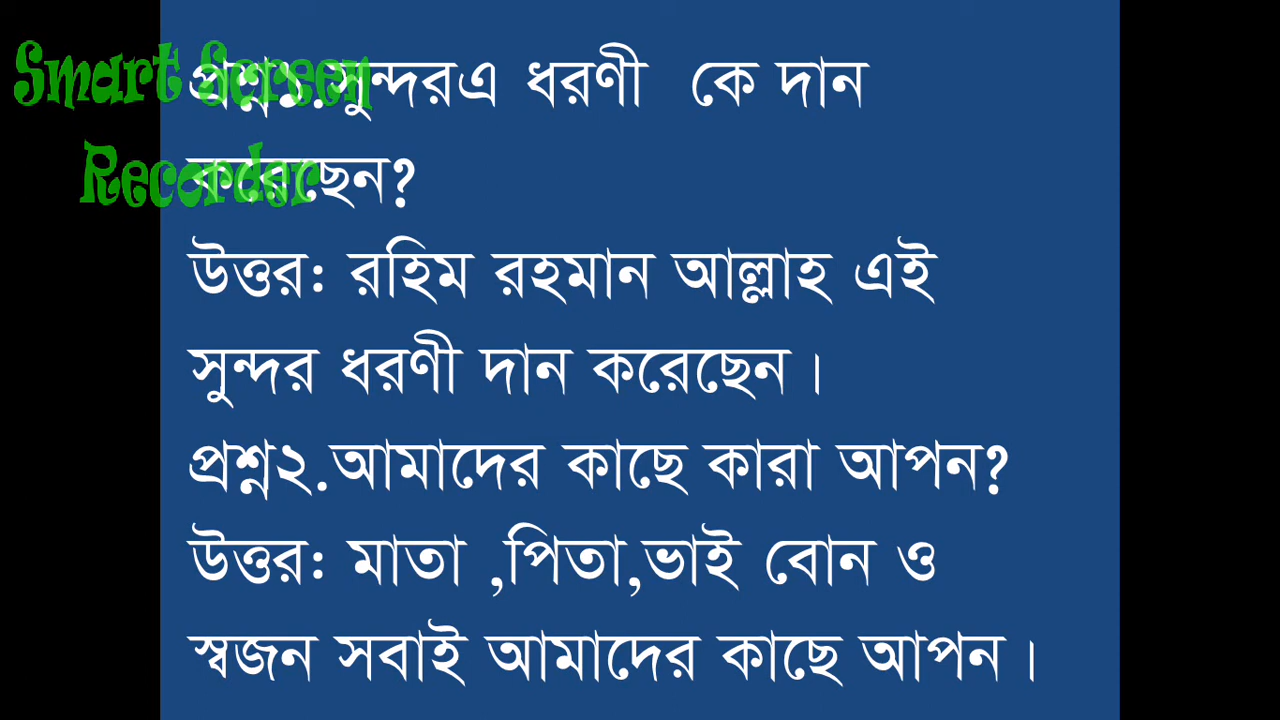 Smart Screen
Recorder
প্রশ্ন১.সুন্দরএ ধরণী কে দান
করেছেন?
উত্তরঃ রহিম রহমান আল্লাহ এই
সুন্দর ধরণী দান করেছেন।
প্রশ্ন২.আমাদের কাছে কারা আপন?
উত্তরঃ মাতা ,পিতা,ভাই বোন ও
স্বজন সবাই আমাদের কাছে আপন।